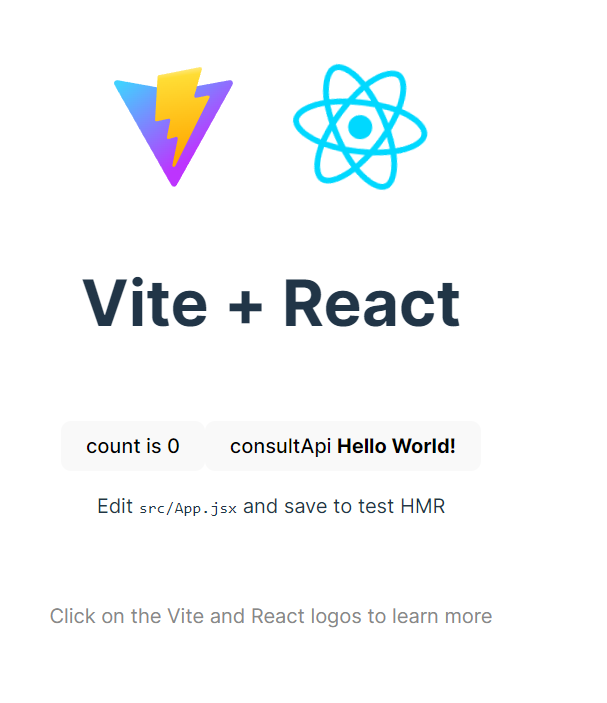 Vite + React
count is 0 consultApi Hello World!
Edit src/App.jsx and save to test HMR
Click on the Vite and React logos to learn more